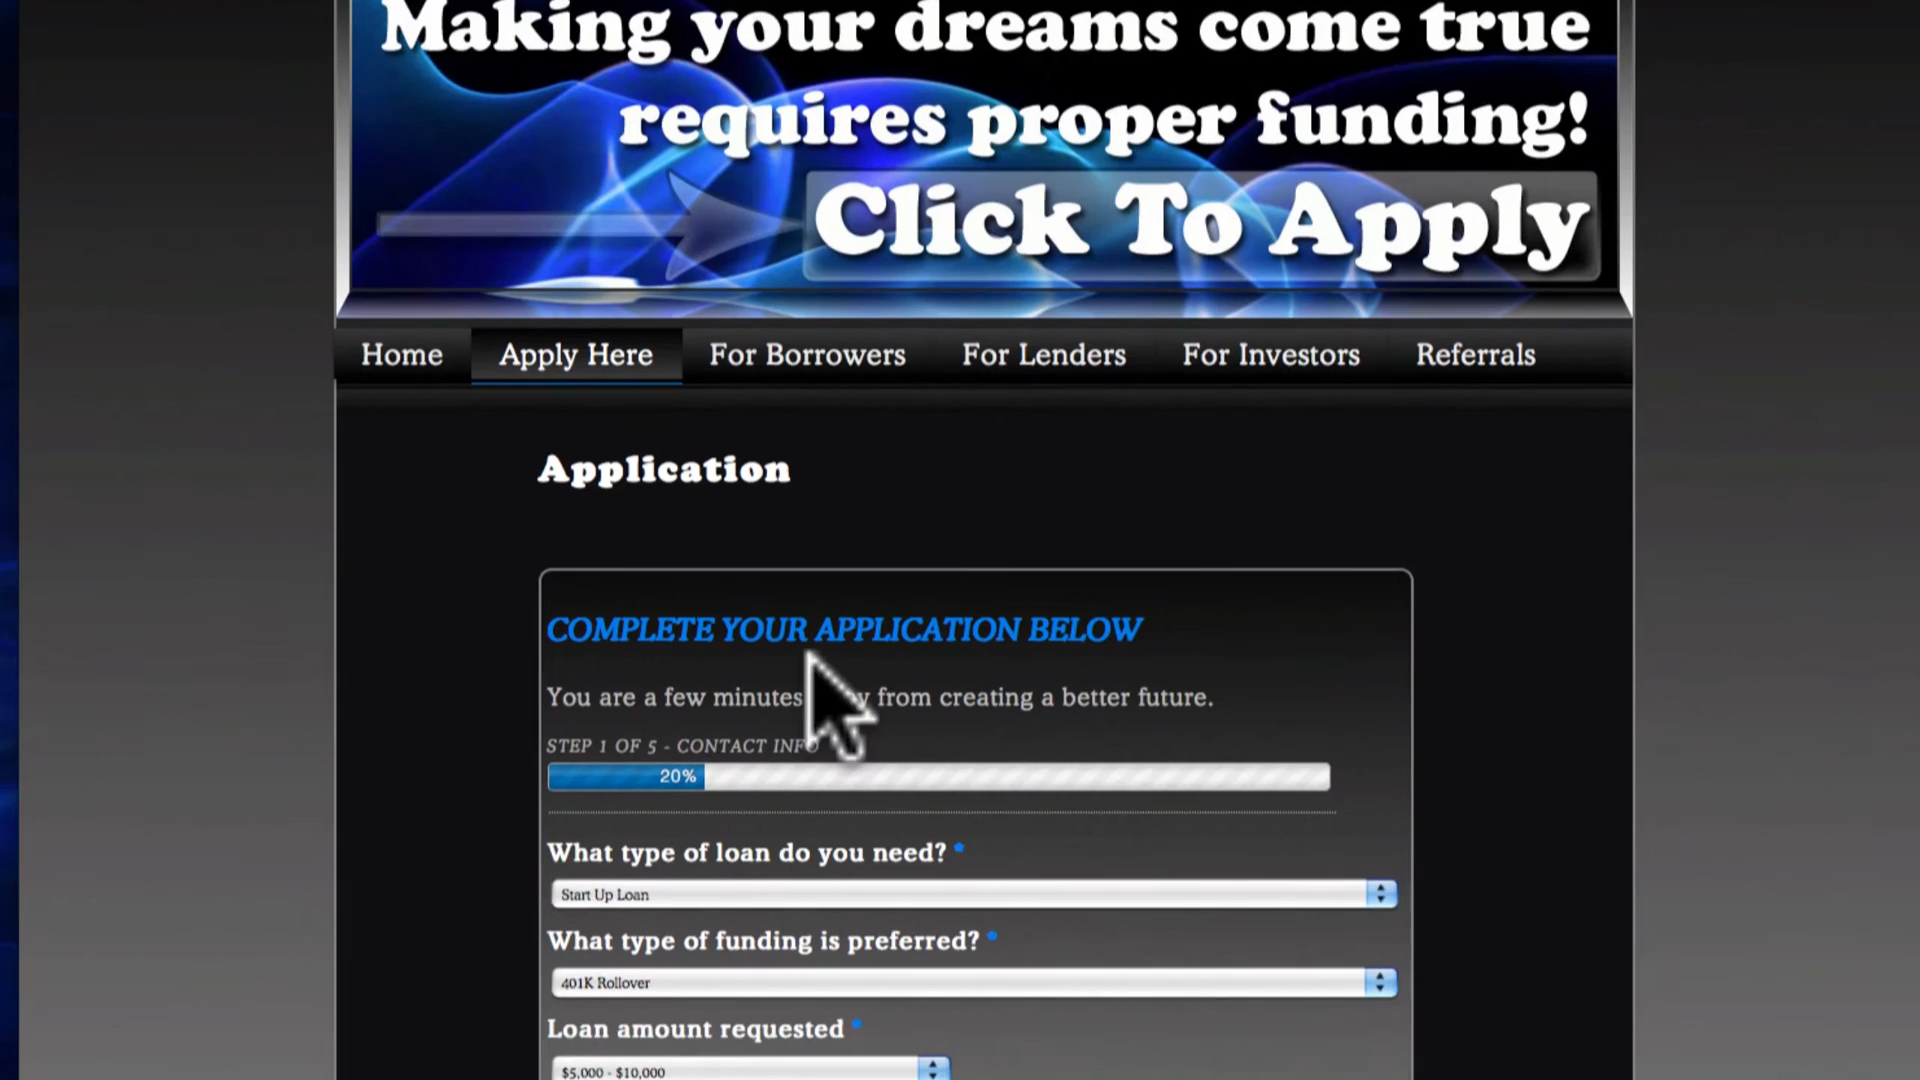 Making your dreams come true
requires proper funding!
Click To Apply
Home Apply Here For Borrowers For Lenders For Investors Referrals
Application
COMPLETE YOUR APPLICATION BELOW
You are a few minutes from creating a better future.
STEP 1 OF 5 - CONTACT INFO
20%
What type of loan do you need? *
Start Up Loan
What type of funding is preferred? *
401K Rollover
Loan amount requested *
$5,000 - $10,000